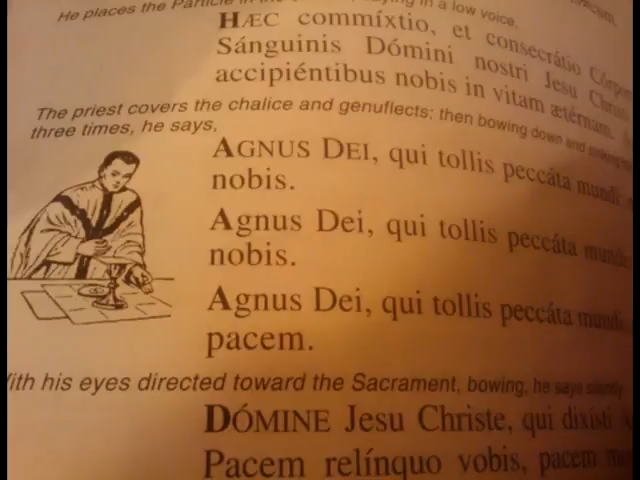 He places the Particle in the saying in a low voice,
HÆC commíxtio, et consecrátio Córpor
Sánguinis Dómini nostri Jesu Chris
accipiéntibus nobis in vitam ætérnam.
The priest covers the chalice and genuflects; then bowing down and striking
three times, he says,
AGNUS DEI, qui tollis peccáta mundi:
nobis.
Agnus Dei, qui tollis peccáta mundi:
nobis.
Agnus Dei, qui tollis peccáta mundi:
pacem.
With his eyes directed toward the Sacrament, bowing, he says silently
DÓMINE Jesu Christe, qui dixísti
Pacem relínquo vobis, pacem